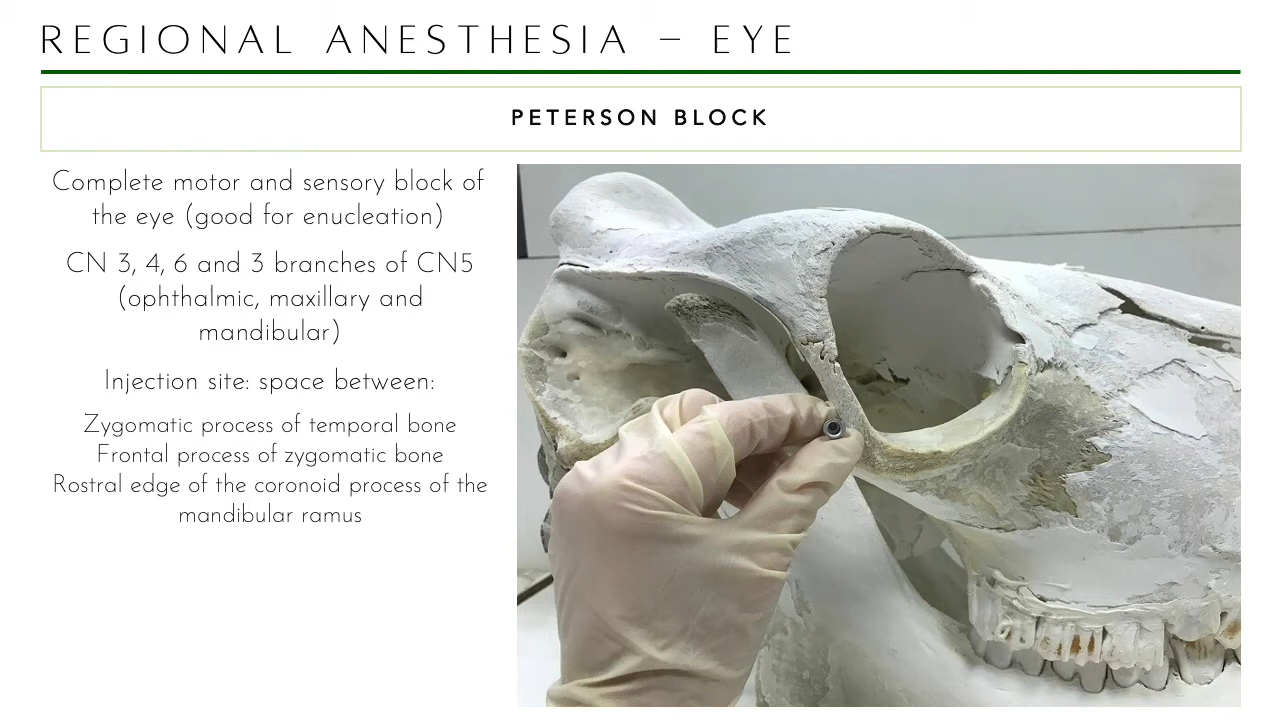 REGIONAL ANESTHESIA – EYE
PETERSON BLOCK
Complete motor and sensory block of
the eye (good for enucleation)
CN 3, 4, 6 and 3 branches of CN5
(ophthalmic, maxillary and
mandibular)
Injection site: space between:
Zygomatic process of temporal bone
Frontal process of zygomatic bone
Rostral edge of the coronoid process of the
mandibular ramus